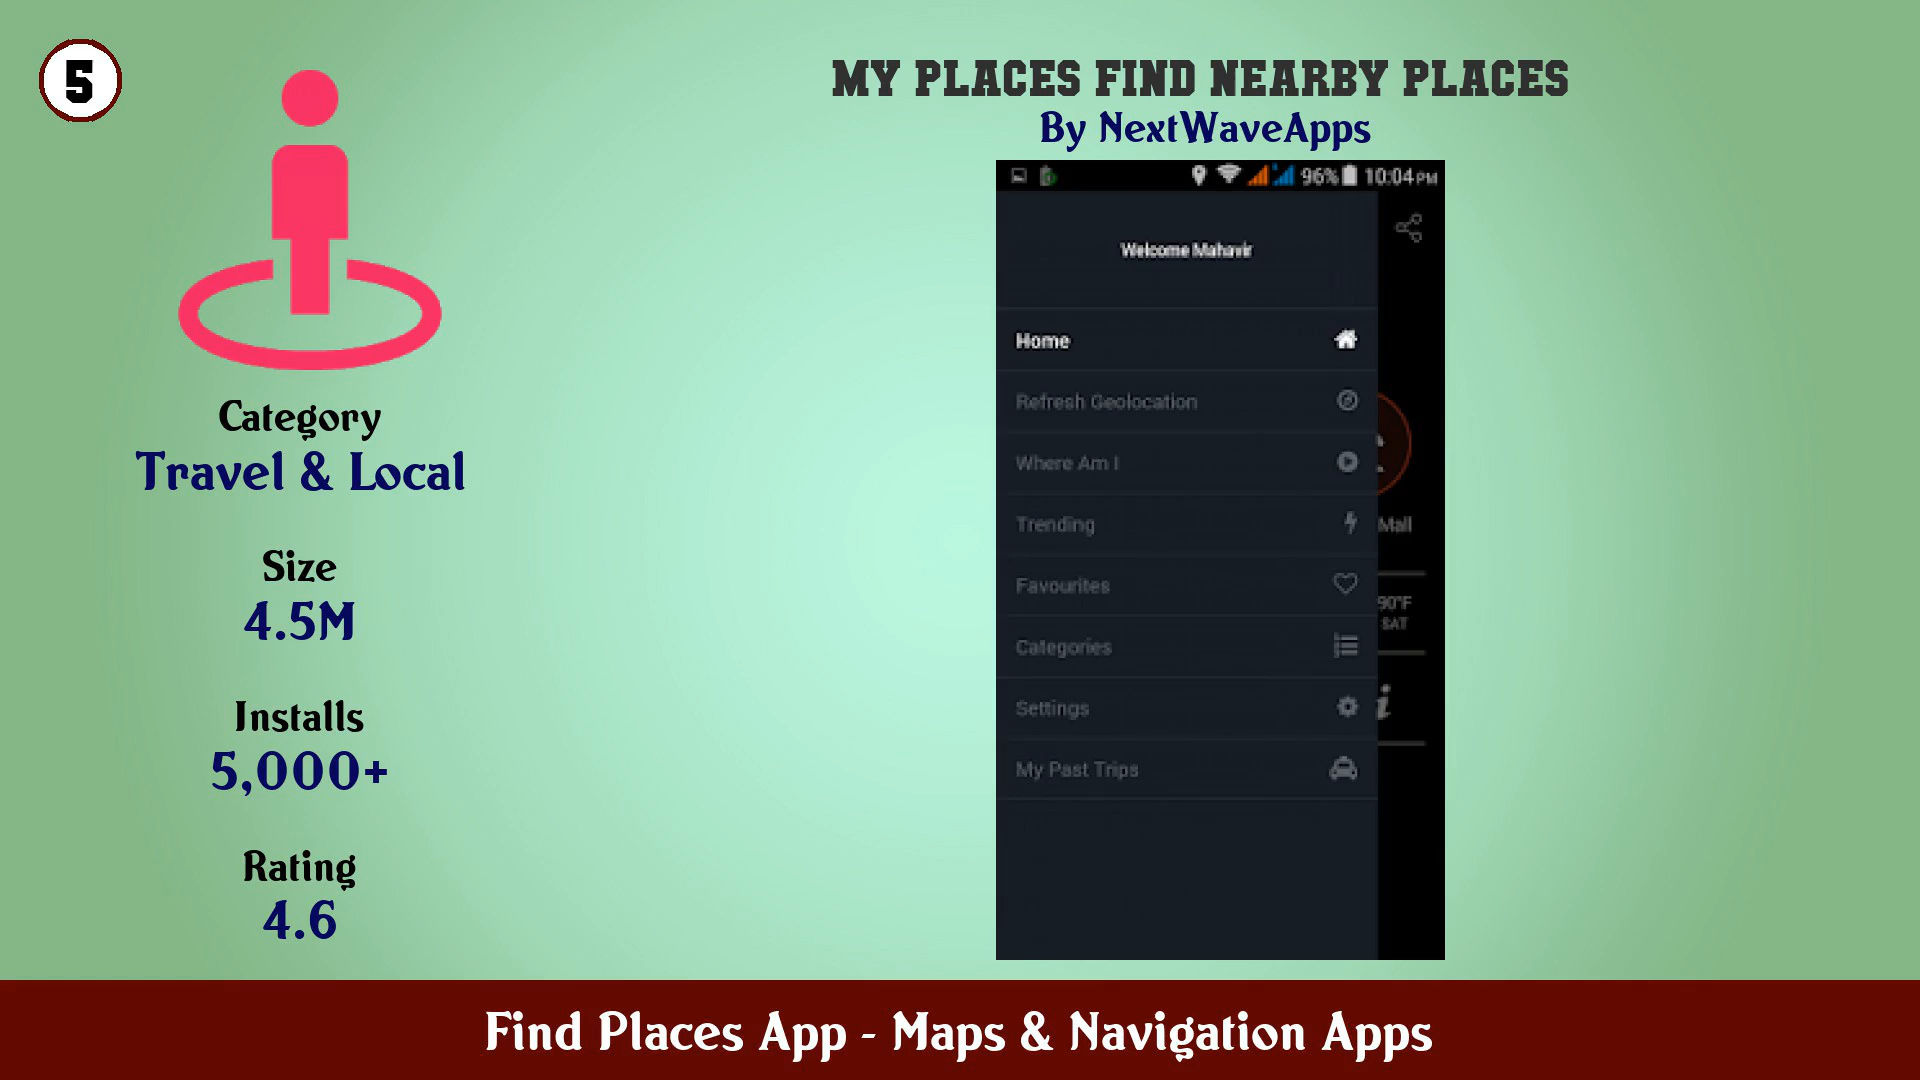 5
MY PLACES FIND NEARBY PLACES
By NextWaveApps
Category
Travel & Local
Size
4.5M
Installs
5,000+
Rating
4.6
96% 10:04 PM
Welcome Mahavir
Home
Refresh Geolocation
Where Am I
Trending
Mall
Favourites
90°F
SAT
Categories
Settings
i
My Past Trips
Find Places App - Maps & Navigation Apps